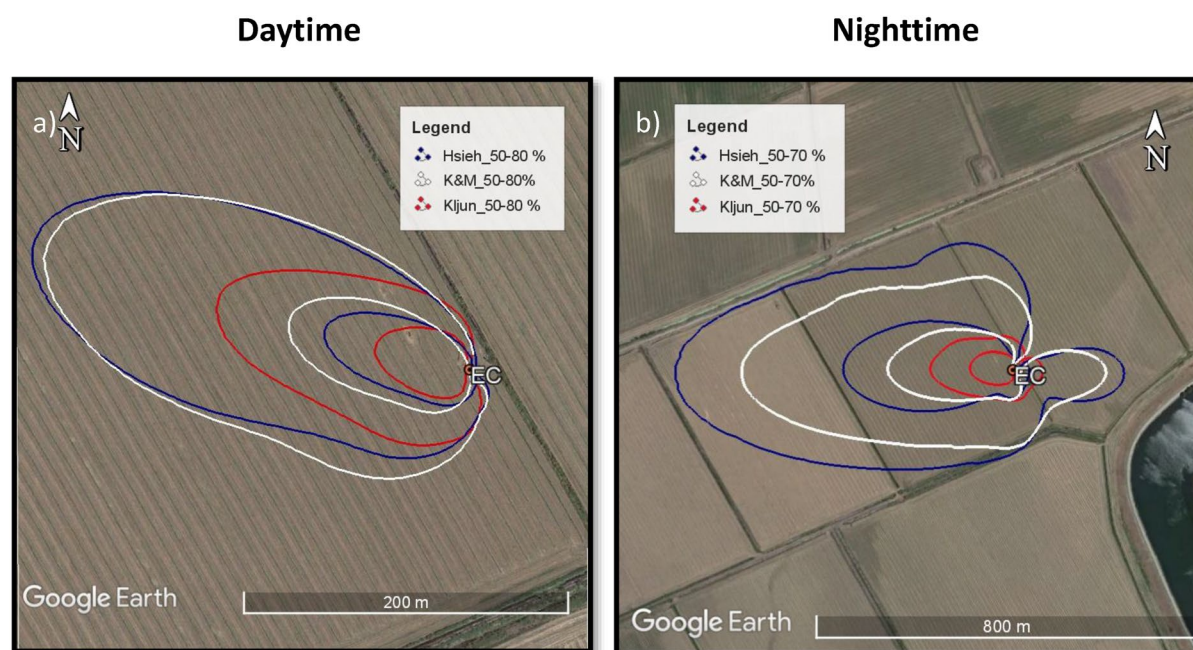 Daytime
Nighttime
a)
N
Legend
Hsieh_50-80 %
K&M_50-80%
Kljun_50-80 %
EC
Google Earth
200 m
b)
Legend
Hsieh_50-70 %
K&M_50-70%
Kljun_50-70 %
N
EC
Google Earth
800 m